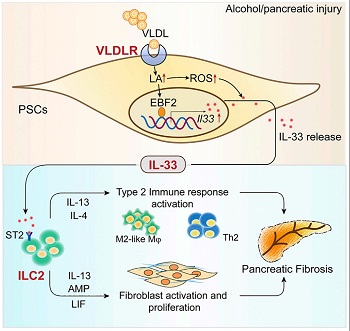 Alcohol/pancreatic injury
VLDL
VLDLR
LA↑ → ROS↑
EBF2
Il33 ↑
PSCs
IL-33 release
IL-33
IL-13
IL-4
Type 2 Immune response
activation
ST2
M2-like Mφ
Th2
ILC2
Pancreatic Fibrosis
IL-13
AMP
LIF
Fibroblast activation and
proliferation